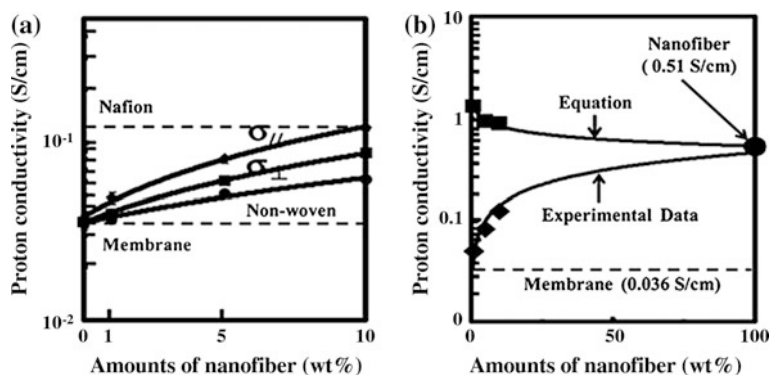 (a)
Proton conductivity (S/cm)
10⁻¹
10⁻²
Nafion
σ//
σ⊥
Non-woven
Membrane
0 1 5 10
Amounts of nanofiber (wt%)
(b)
Proton conductivity (S/cm)
10
1
0.1
0
Nanofiber
( 0.51 S/cm)
Equation
Experimental Data
Membrane (0.036 S/cm)
0 50 100
Amounts of nanofiber (wt%)